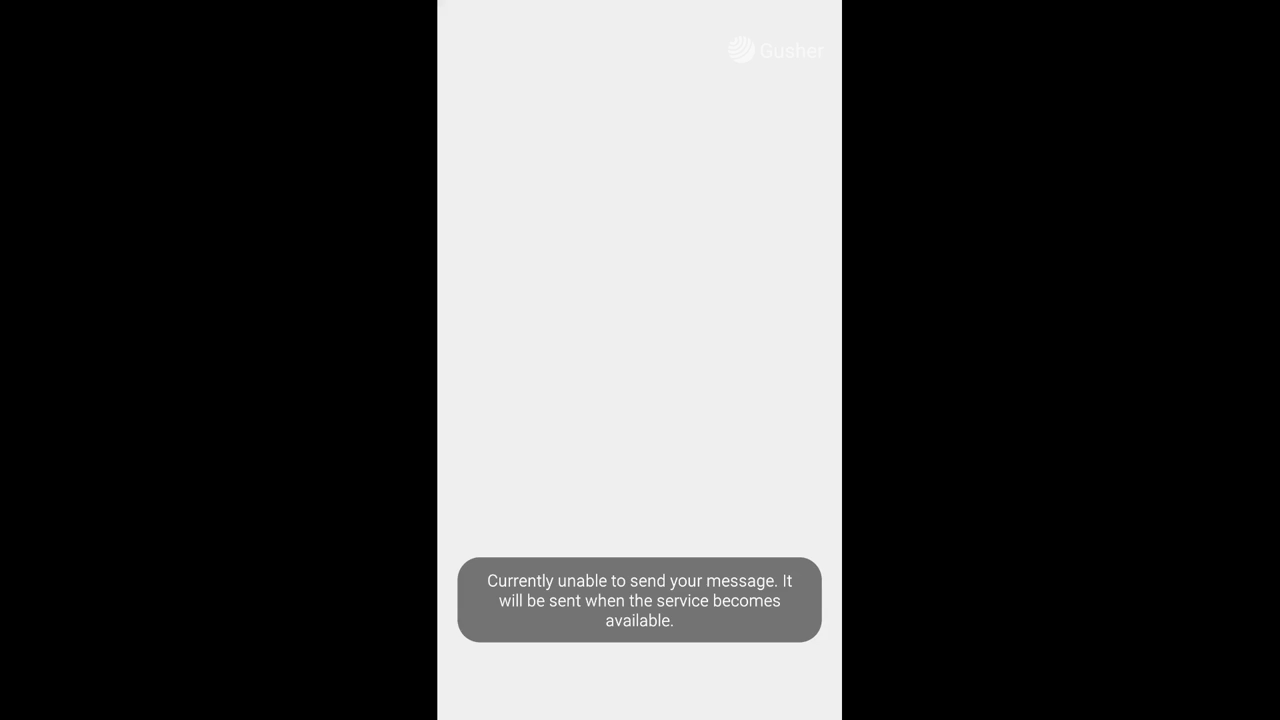 Gusher
Currently unable to send your message. It
will be sent when the service becomes
available.